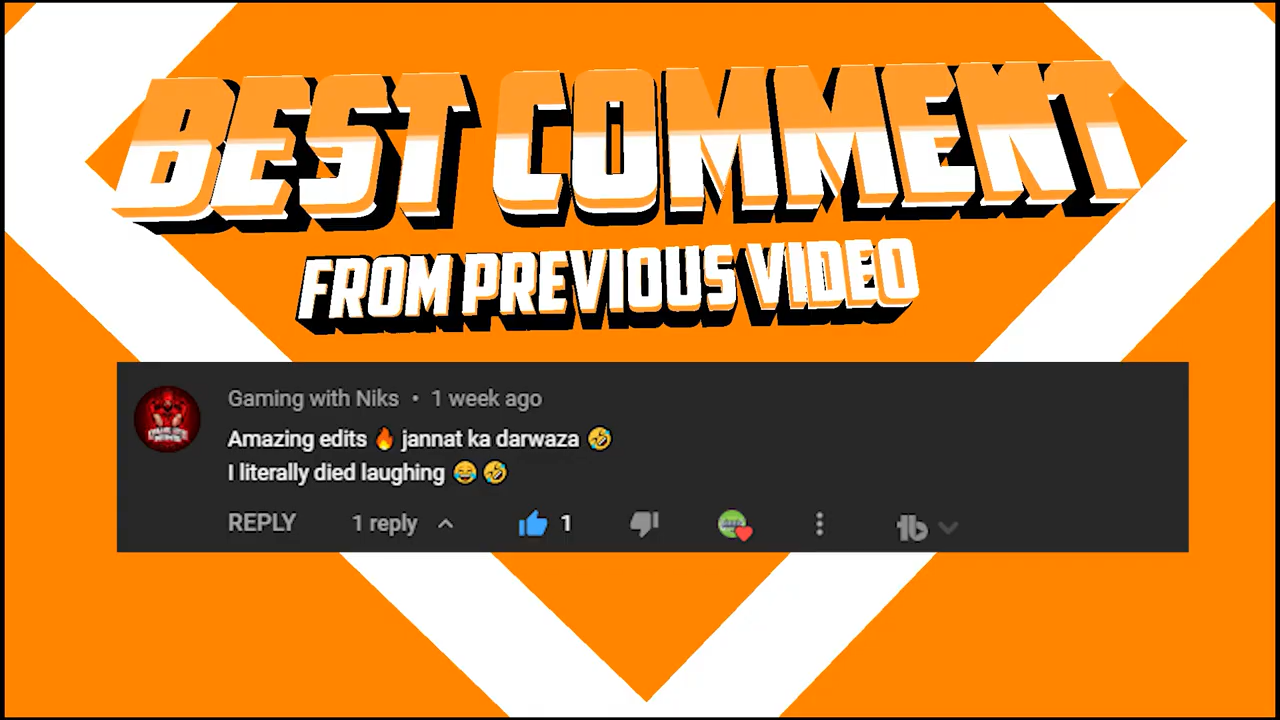 BEST COMMENT
FROM PREVIOUS VIDEO
Gaming with Niks • 1 week ago
Amazing edits 🔥 jannat ka darwaza 🤣
I literally died laughing 😂🤣
REPLY 1 reply 1